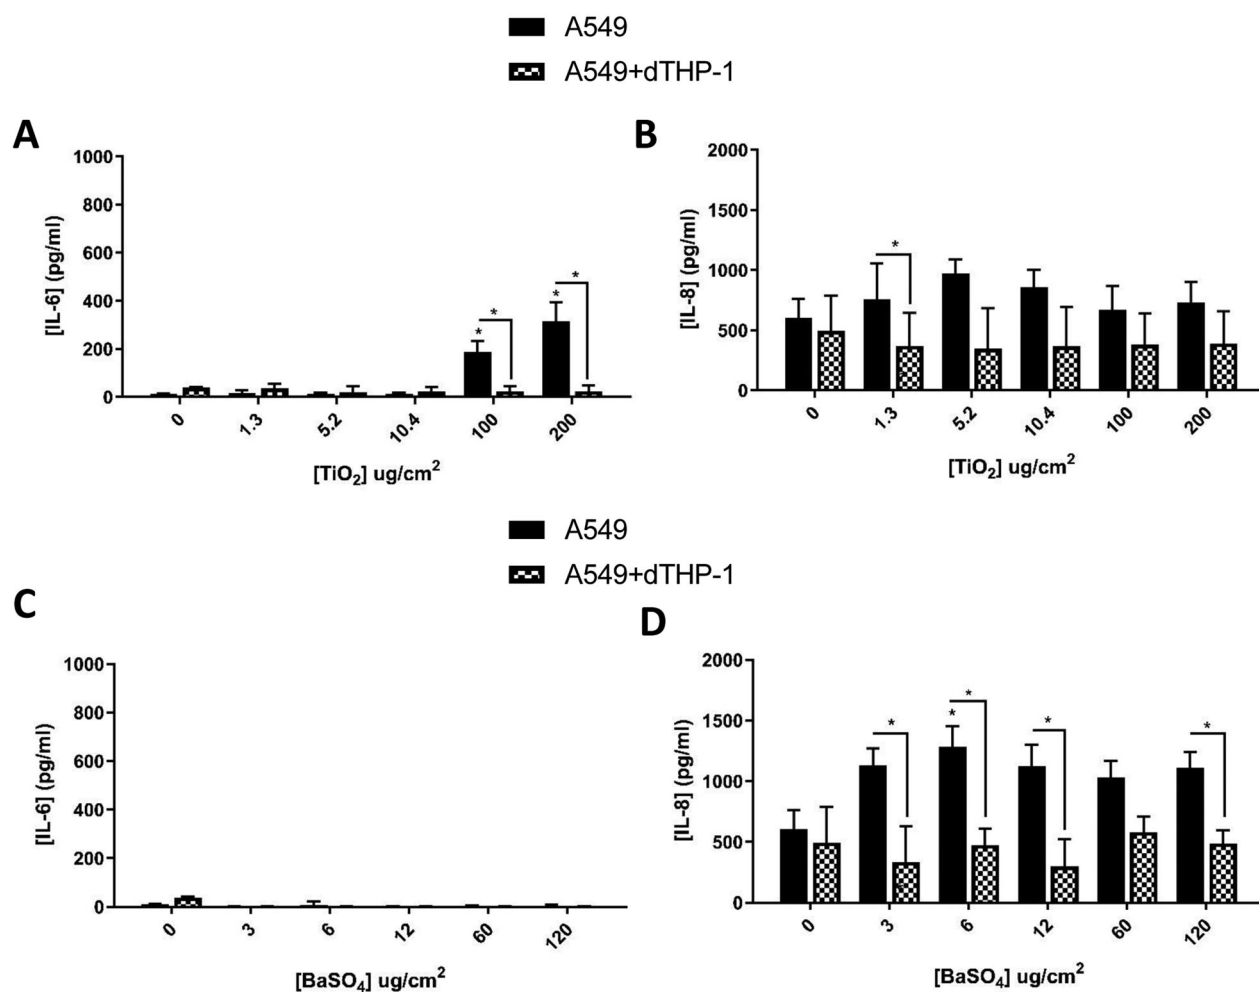 A549
A549+dTHP-1
A
[IL-6] (pg/ml)
1000
800
600
400
200
0
* * * *
0 1.3 5.2 10.4 100 200
[TiO₂] ug/cm²
B
[IL-8] (pg/ml)
2000
1500
1000
500
0
*
0 1.3 5.2 10.4 100 200
[TiO₂] ug/cm²
A549
A549+dTHP-1
C
[IL-6] (pg/ml)
1000
800
600
400
200
0
0 3 6 12 60 120
[BaSO₄] ug/cm²
D
[IL-8] (pg/ml)
2000
1500
1000
500
0
* * * * *
0 3 6 12 60 120
[BaSO₄] ug/cm²